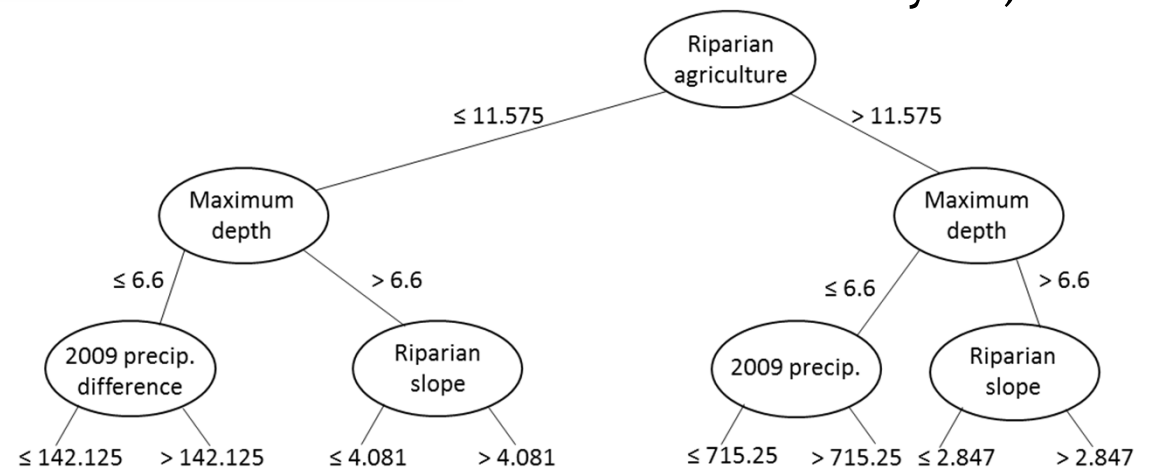 Riparian
agriculture
≤ 11.575
> 11.575
Maximum
depth
Maximum
depth
≤ 6.6
> 6.6
≤ 6.6
> 6.6
2009 precip.
difference
Riparian
slope
2009 precip.
Riparian
slope
≤ 142.125
> 142.125
≤ 4.081
> 4.081
≤ 715.25
> 715.25
≤ 2.847
> 2.847